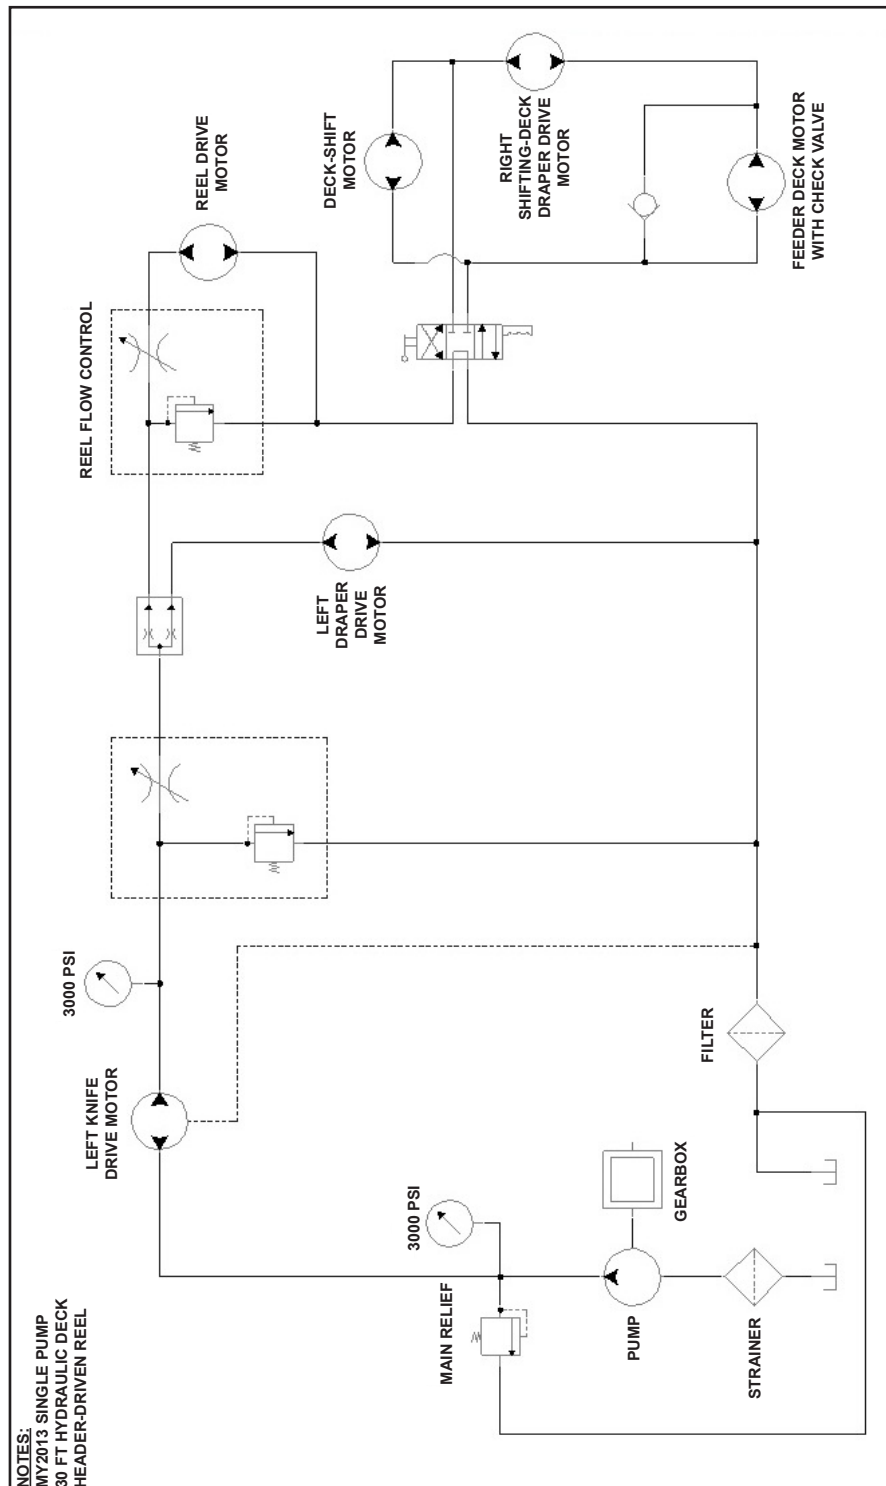 NOTES:
MY2013 SINGLE PUMP
30 FT HYDRAULIC DECK
HEADER-DRIVEN REEL
MAIN RELIEF
3000 PSI
PUMP
GEARBOX
STRAINER
LEFT KNIFE
DRIVE MOTOR
3000 PSI
FILTER
LEFT
DRAPER
DRIVE
MOTOR
REEL FLOW CONTROL
REEL DRIVE
MOTOR
DECK-SHIFT
MOTOR
RIGHT
SHIFTING-DECK
DRAPER DRIVE
MOTOR
FEEDER DECK MOTOR
WITH CHECK VALVE